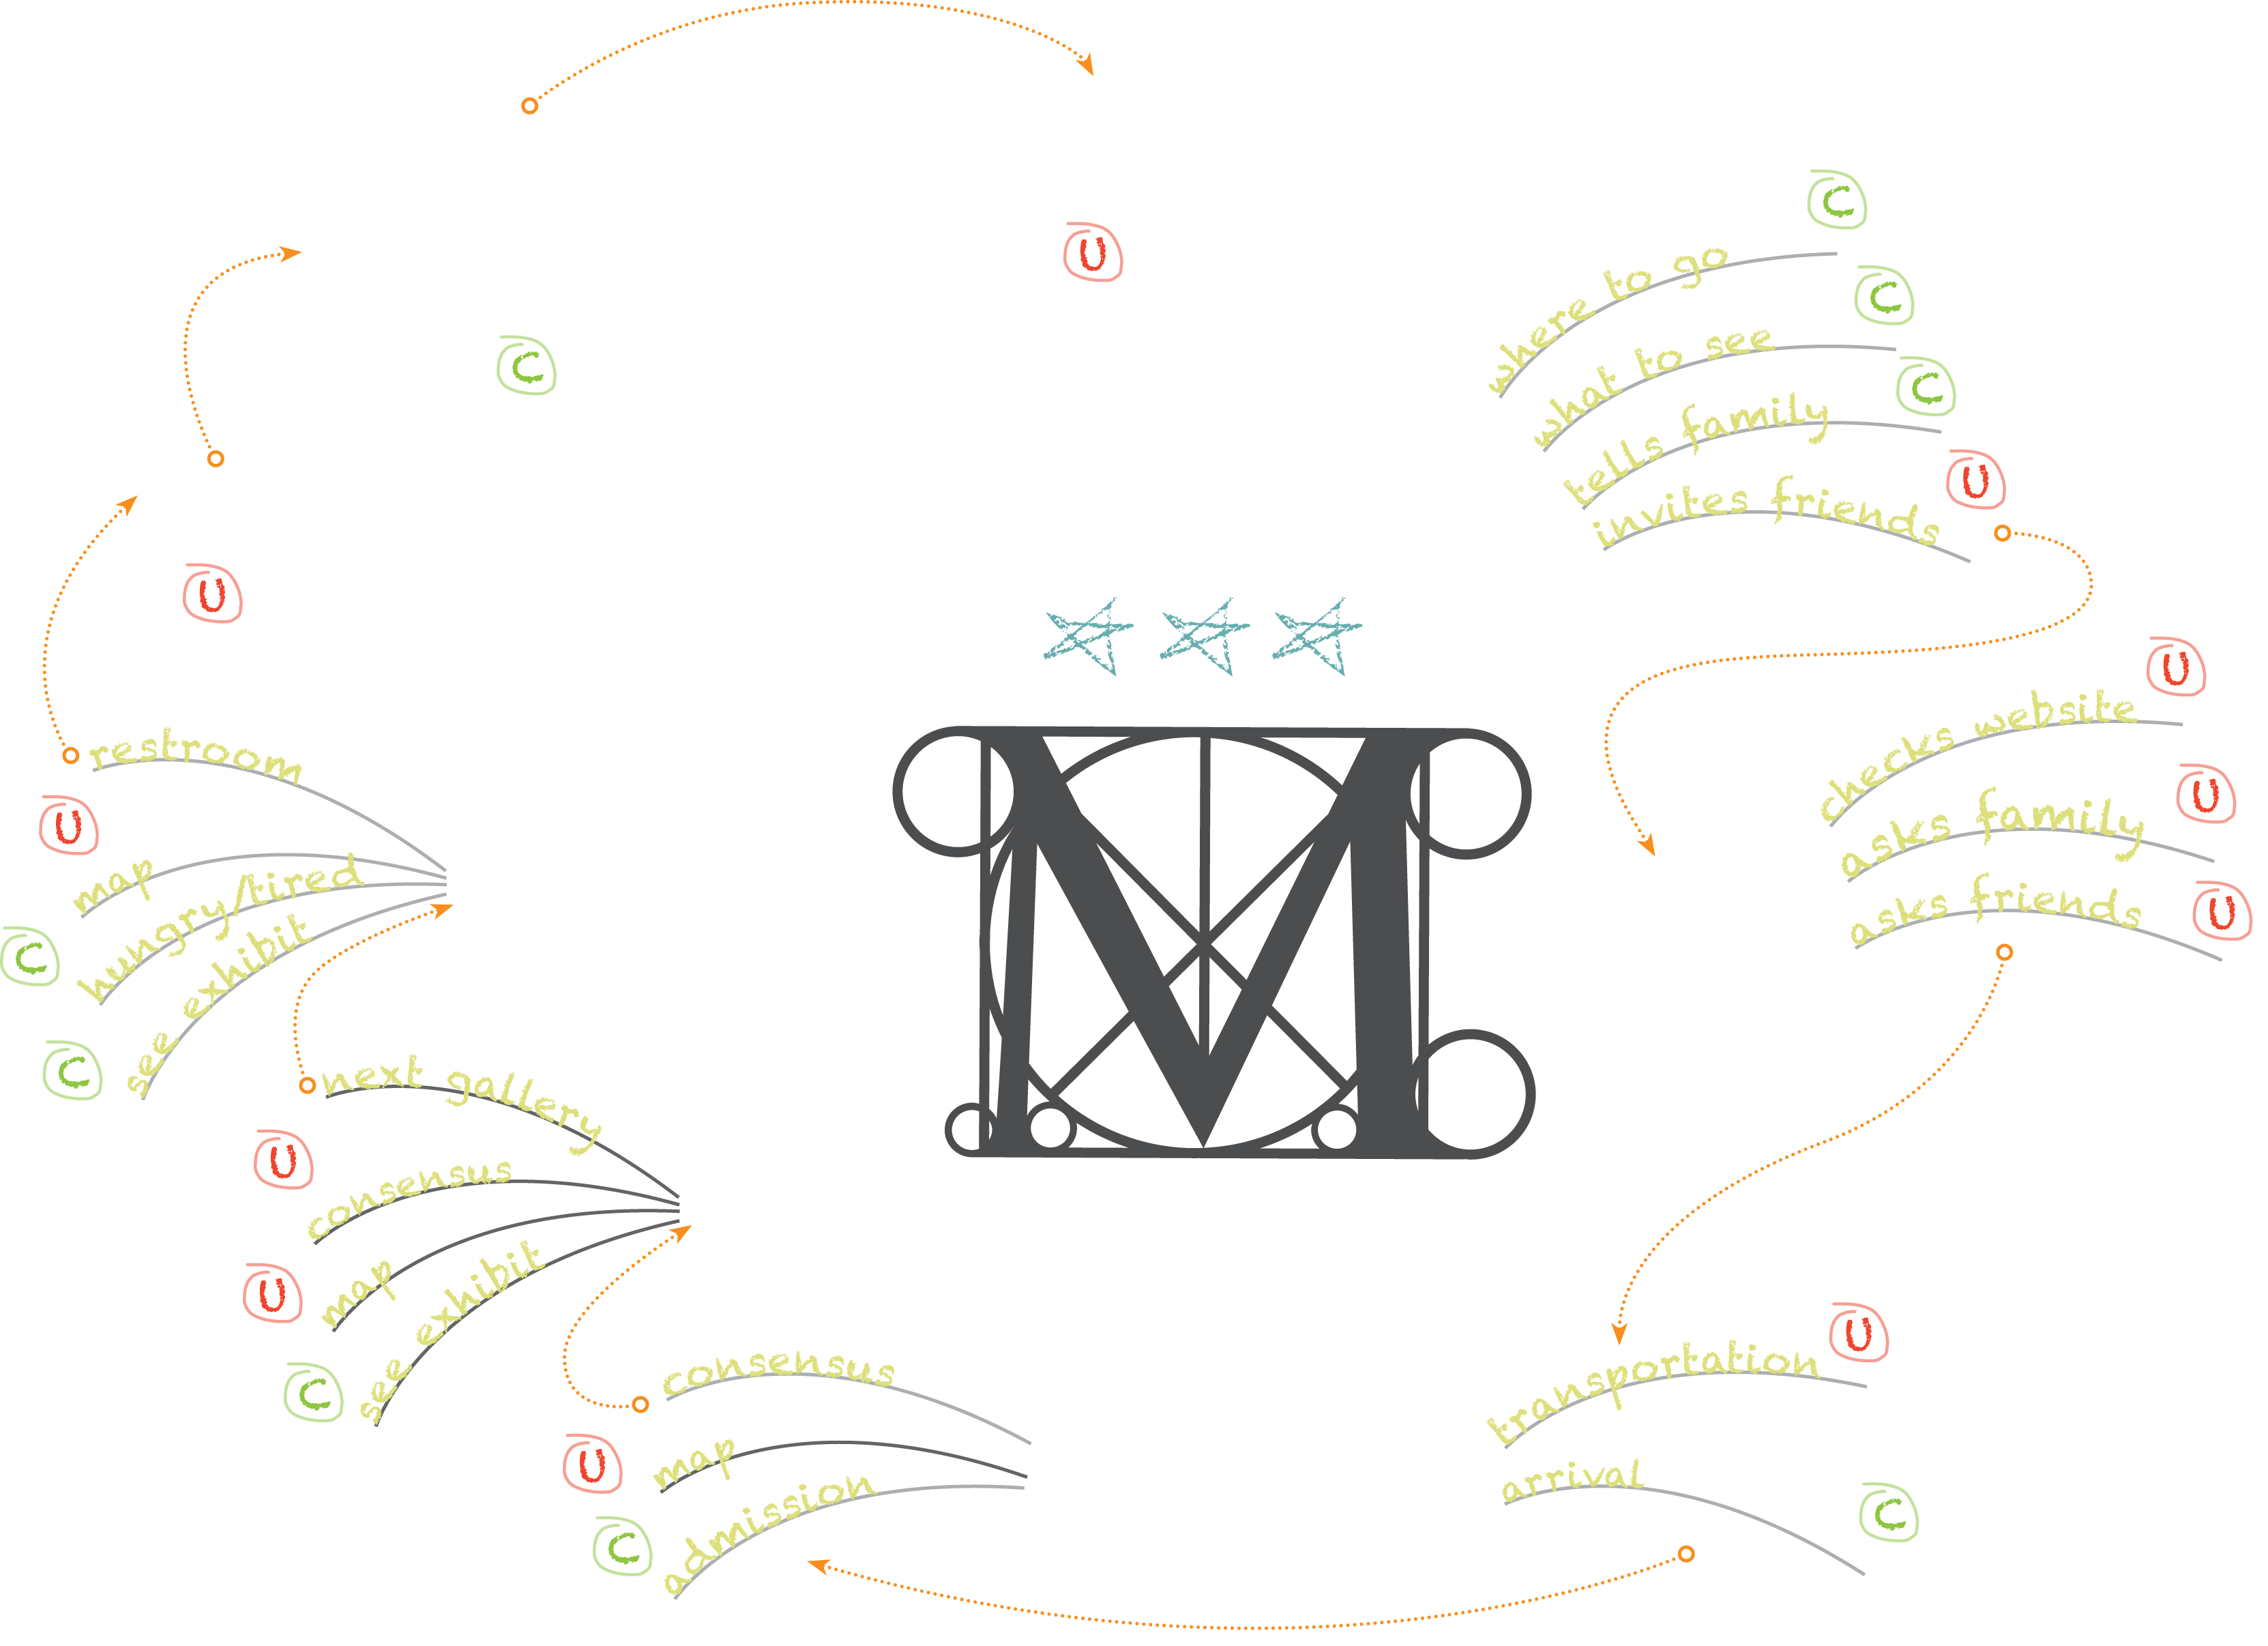 C
U
where to go
C
what to see
C
tells family
C
invites friends
U
U
checks website
U
asks family
U
asks friends
U
M
restroom
U
map
hungry/tired
C
see exhibit
C
next gallery
U
consensus
U
map
C
see exhibit
consensus
U
map
C
admission
U
transportation
arrival
C